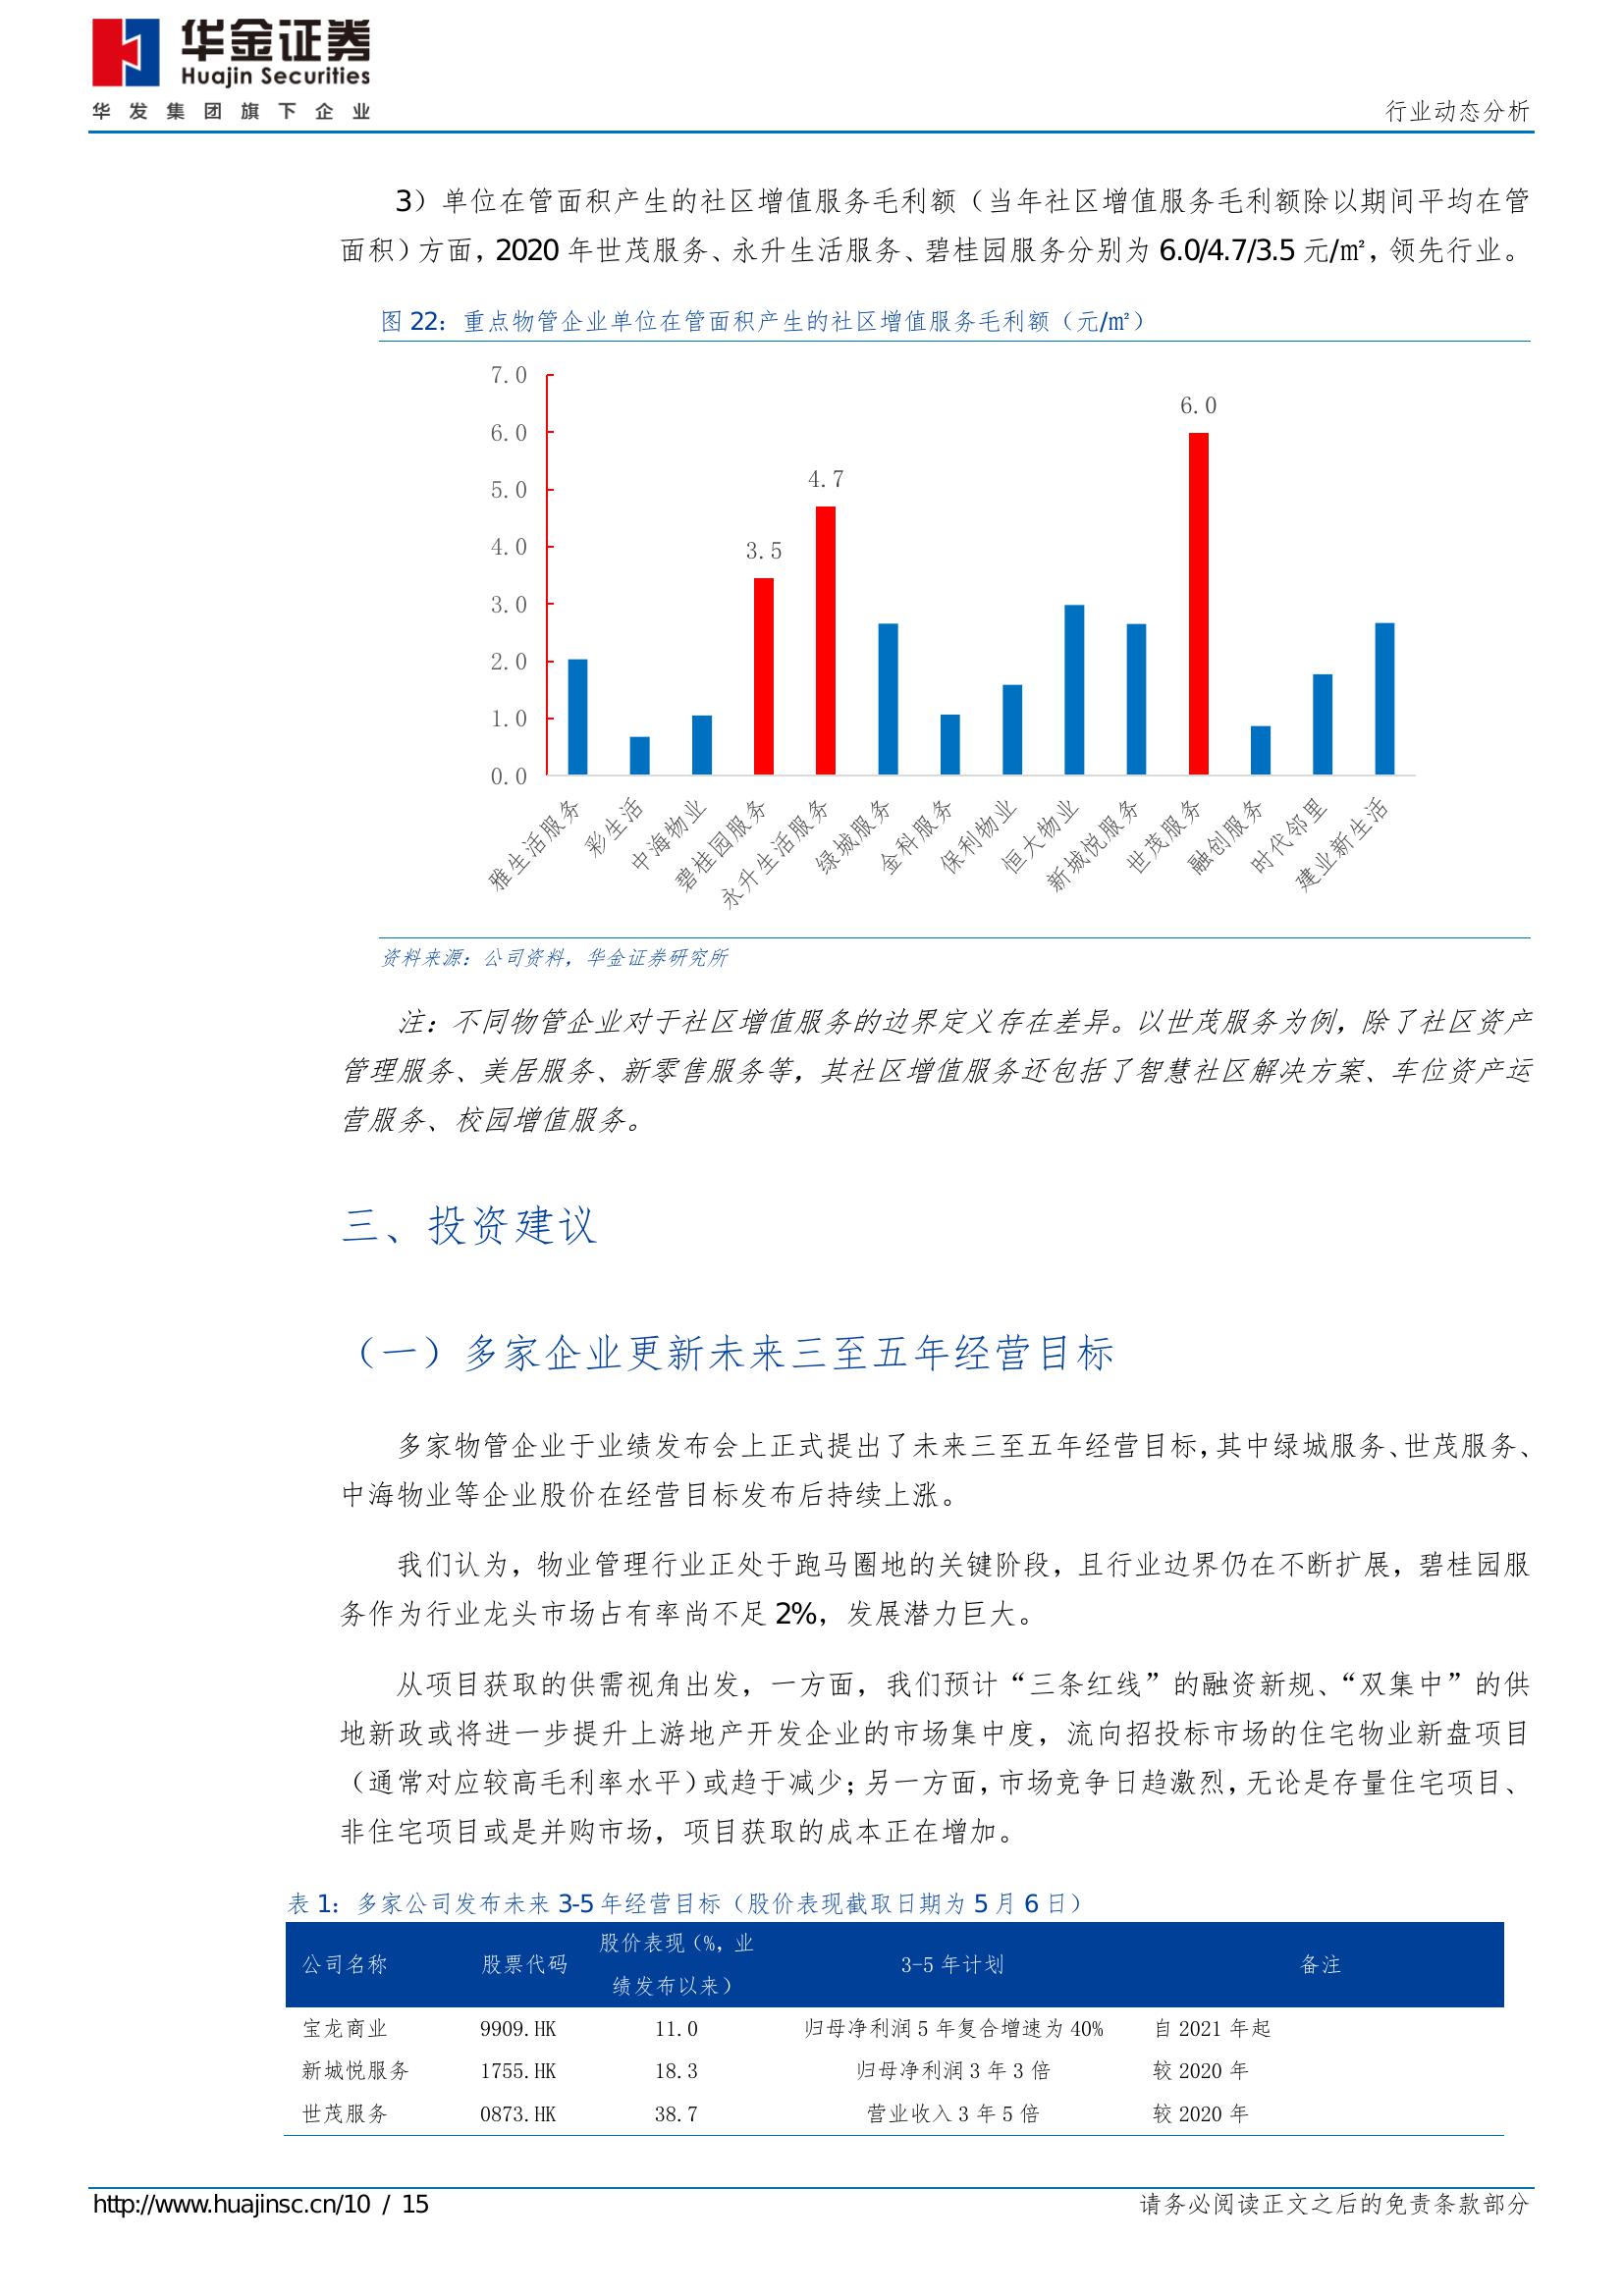 华金证券
Huajin Securities
华发集团旗下企业
行业动态分析
3）单位在管面积产生的社区增值服务毛利额（当年社区增值服务毛利额除以期间平均在管
面积）方面，2020 年世茂服务、永升生活服务、碧桂园服务分别为 6.0/4.7/3.5 元/㎡，领先行业。
图 22：重点物管企业单位在管面积产生的社区增值服务毛利额（元/㎡）
7.0
6.0
5.0
4.0
3.0
2.0
1.0
0.0
3.5
4.7
6.0
雅生活服务
彩生活
中海物业
碧桂园服务
永升生活服务
绿城服务
金科服务
保利物业
恒大物业
新城悦服务
世茂服务
融创服务
时代邻里
建业新生活
资料来源：公司资料，华金证券研究所
注：不同物管企业对于社区增值服务的边界定义存在差异。以世茂服务为例，除了社区资产
管理服务、美居服务、新零售服务等，其社区增值服务还包括了智慧社区解决方案、车位资产运
营服务、校园增值服务。
三、投资建议
（一）多家企业更新未来三至五年经营目标
多家物管企业于业绩发布会上正式提出了未来三至五年经营目标，其中绿城服务、世茂服务、
中海物业等企业股价在经营目标发布后持续上涨。
我们认为，物业管理行业正处于跑马圈地的关键阶段，且行业边界仍在不断扩展，碧桂园服
务作为行业龙头市场占有率尚不足 2%，发展潜力巨大。
从项目获取的供需视角出发，一方面，我们预计“三条红线”的融资新规、“双集中”的供
地新政或将进一步提升上游地产开发企业的市场集中度，流向招投标市场的住宅物业新盘项目
（通常对应较高毛利率水平）或趋于减少；另一方面，市场竞争日趋激烈，无论是存量住宅项目、
非住宅项目或是并购市场，项目获取的成本正在增加。
表 1：多家公司发布未来 3-5 年经营目标（股价表现截取日期为 5 月 6 日）
公司名称 股票代码 股价表现（%，业绩发布以来） 3-5 年计划 备注
宝龙商业 9909.HK 11.0 归母净利润 5 年复合增速为 40% 自 2021 年起
新城悦服务 1755.HK 18.3 归母净利润 3 年 3 倍 较 2020 年
世茂服务 0873.HK 38.7 营业收入 3 年 5 倍 较 2020 年
http://www.huajinsc.cn/10 / 15
请务必阅读正文之后的免责条款部分